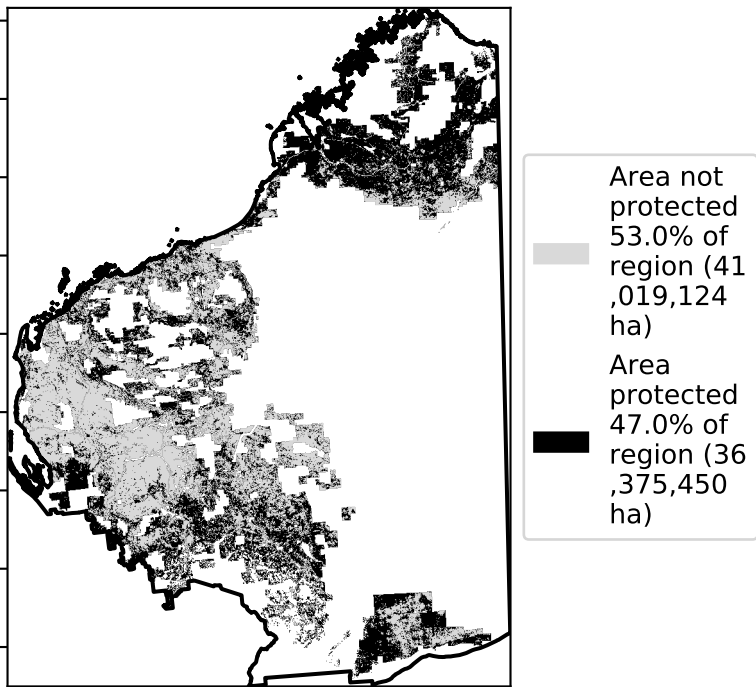 Area not
protected
53.0% of
region (41
,019,124
ha)
Area
protected
47.0% of
region (36
,375,450
ha)